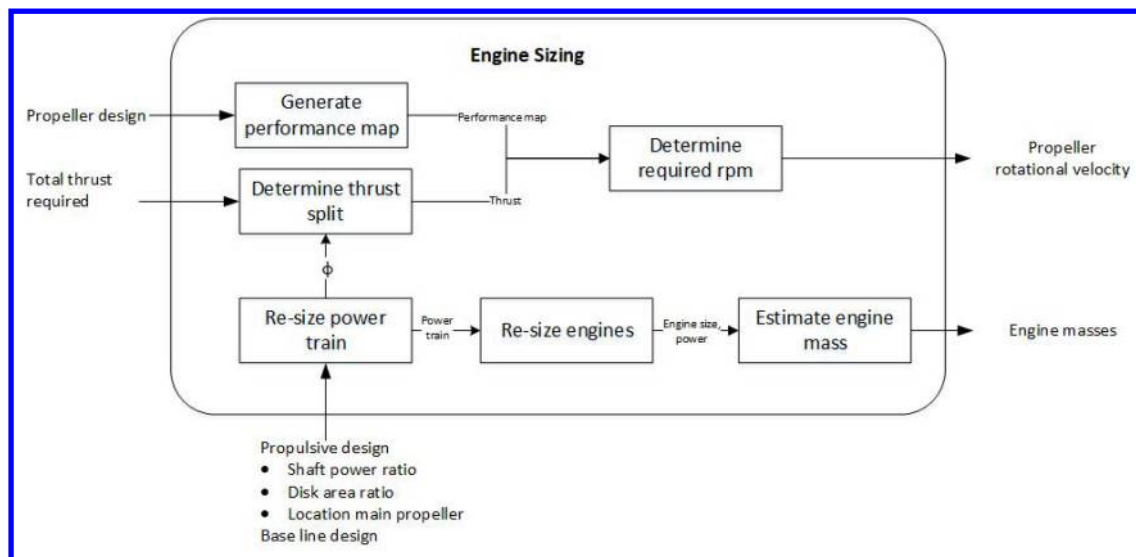 Engine Sizing
Propeller design
Generate
performance map
Performance map
Determine
required rpm
Propeller
rotational velocity
Total thrust
required
Determine thrust
split
Thrust
ϕ
Re-size power
train
Power
train
Re-size engines
Engine size,
power
Estimate engine
mass
Engine masses
Propulsive design
• Shaft power ratio
• Disk area ratio
• Location main propeller
Base line design